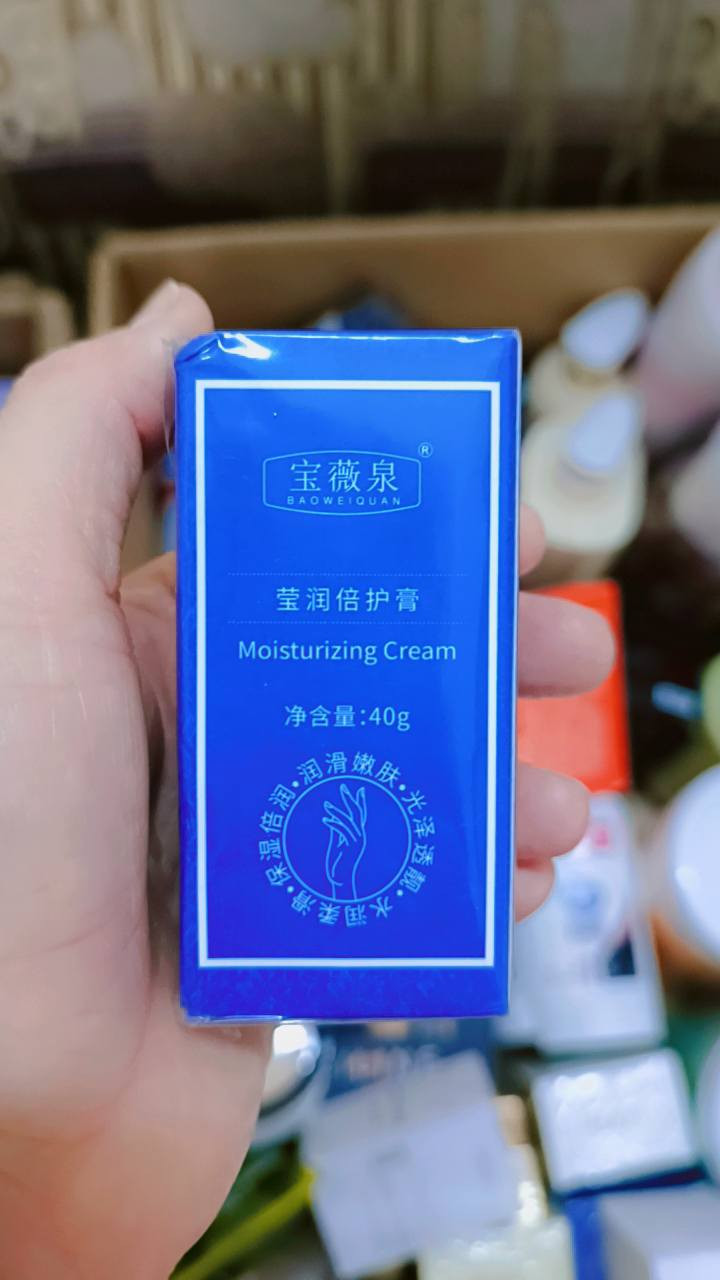 宝薇泉®
BAOWEIQUAN
莹润倍护膏
Moisturizing Cream
净含量:40g
保湿倍润•润滑嫩肤•光泽透靓•水润柔滑•